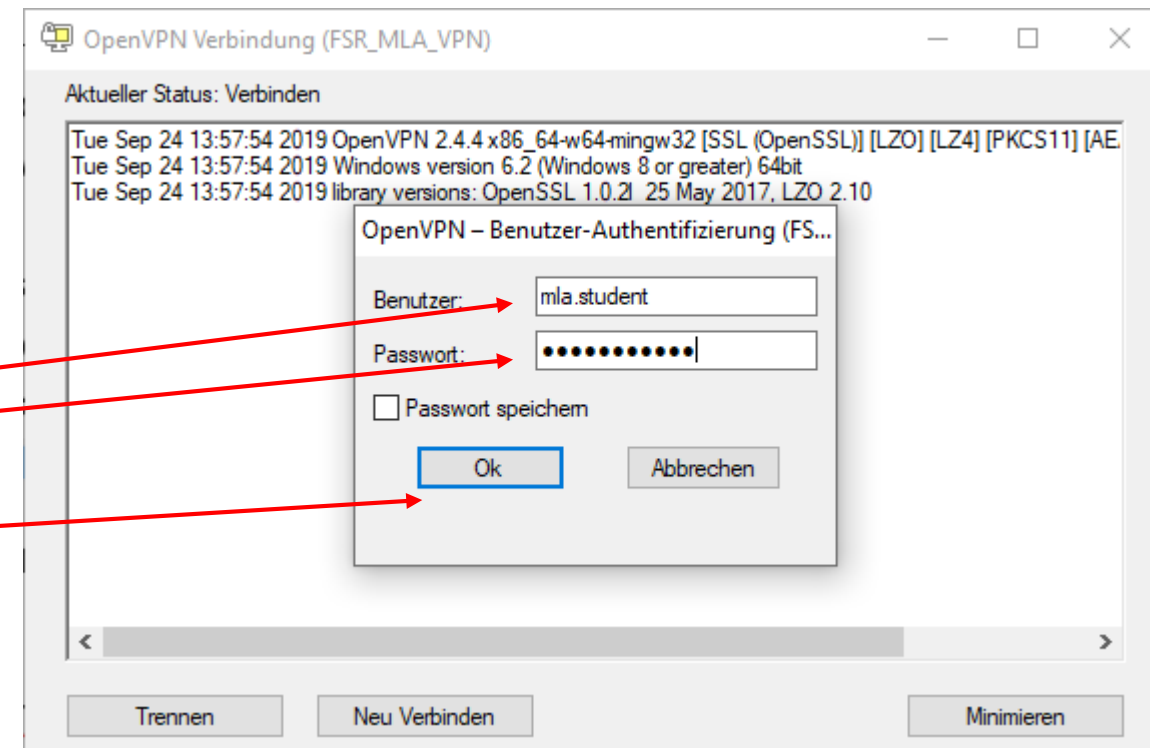 OpenVPN Verbindung (FSR_MLA_VPN)
Aktueller Status: Verbinden
Tue Sep 24 13:57:54 2019 OpenVPN 2.4.4 x86_64-w64-mingw32 [SSL (OpenSSL)] [LZO] [LZ4] [PKCS11] [AE
Tue Sep 24 13:57:54 2019 Windows version 6.2 (Windows 8 or greater) 64bit
Tue Sep 24 13:57:54 2019 library versions: OpenSSL 1.0.2l 25 May 2017, LZO 2.10
OpenVPN – Benutzer-Authentifizierung (FS...
Benutzer: mla.student
Passwort: ●●●●●●●●●●●
Passwort speichern
Ok Abbrechen
Trennen Neu Verbinden Minimieren